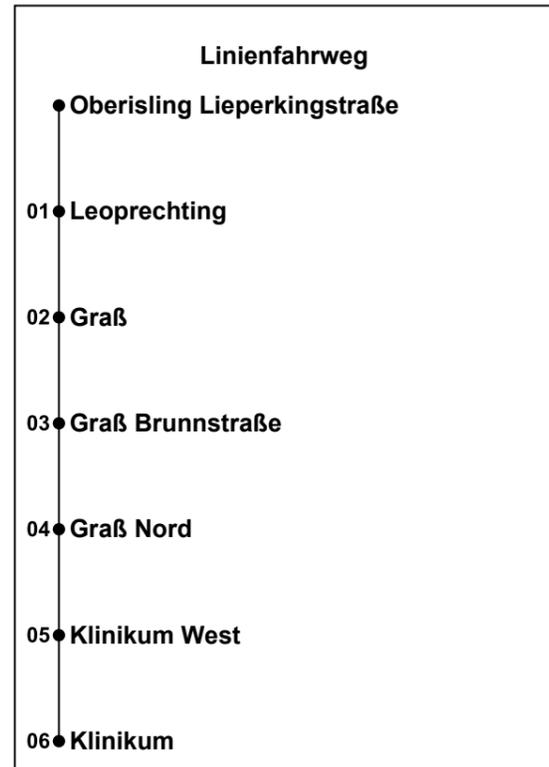 Linienfahrweg
Oberisling Lieperkingstraße
01 Leoprechting
02 Graß
03 Graß Brunnstraße
04 Graß Nord
05 Klinikum West
06 Klinikum